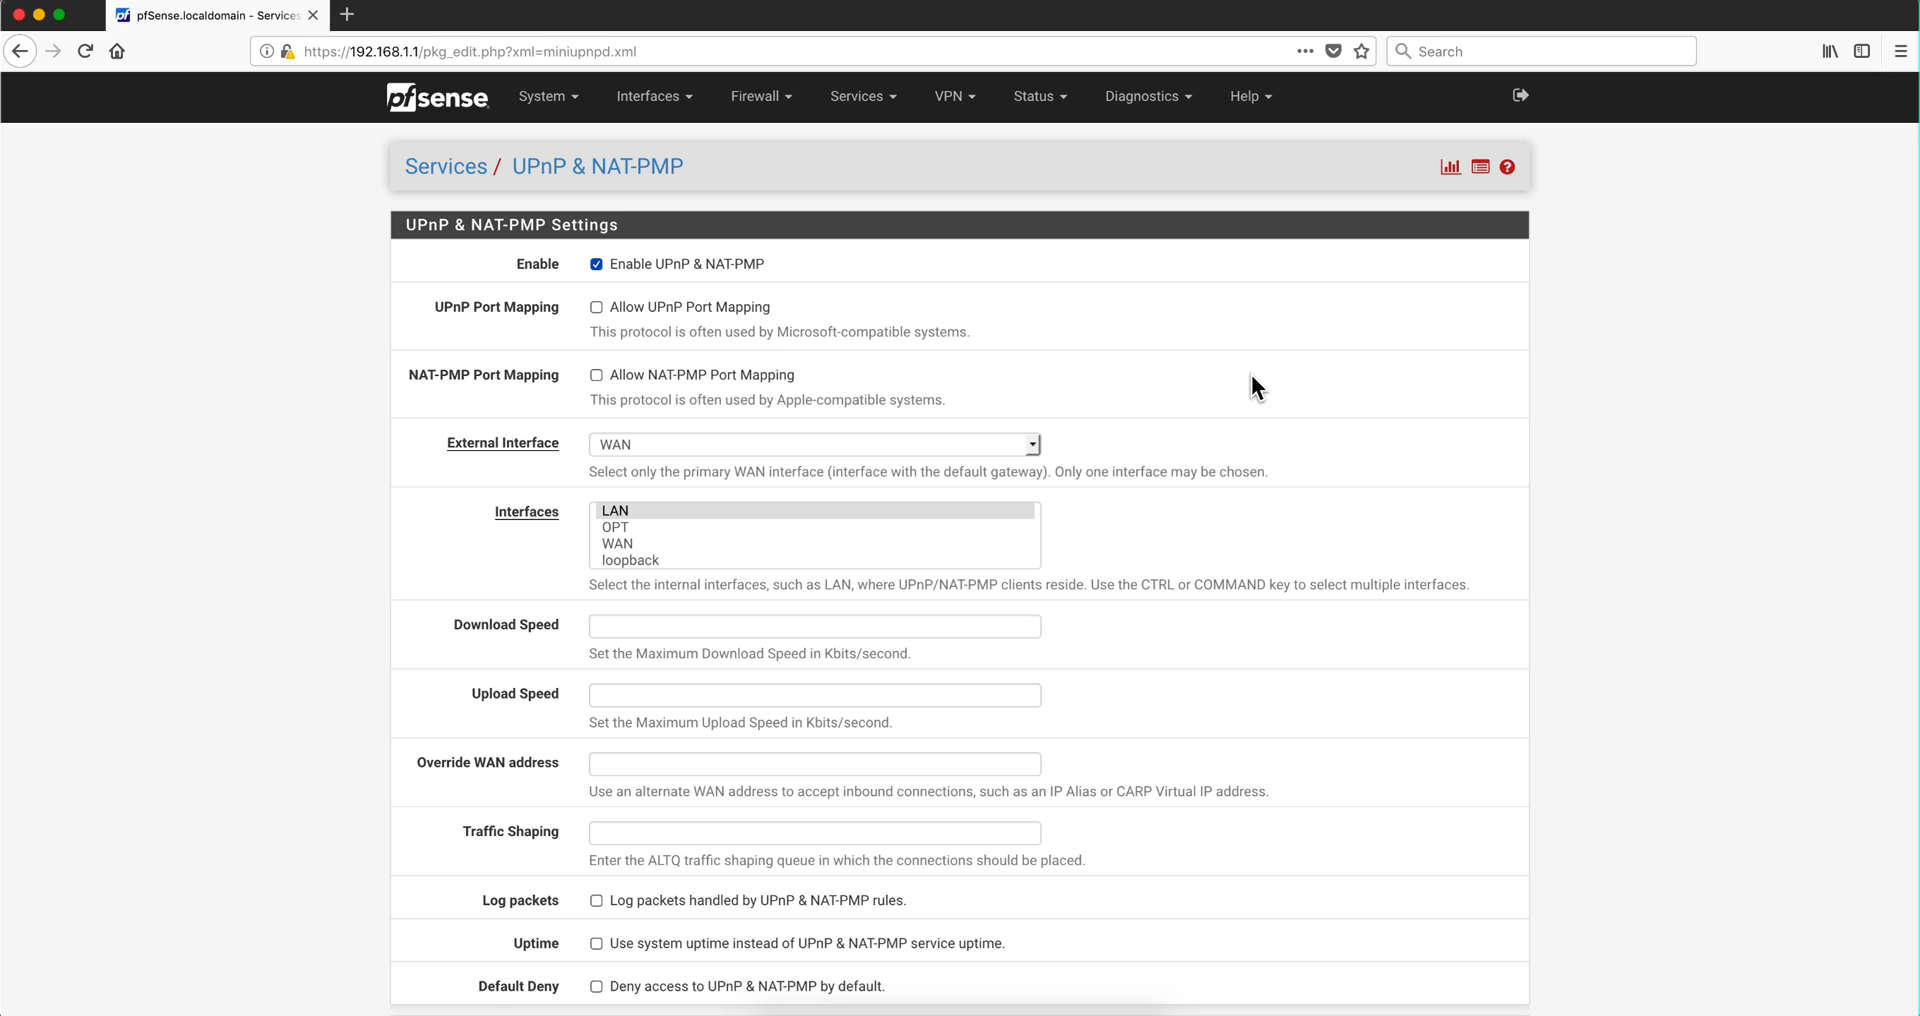 pfSense.localdomain - Services
https://192.168.1.1/pkg_edit.php?xml=miniupnpd.xml
Search
pfsense
System
Interfaces
Firewall
Services
VPN
Status
Diagnostics
Help
Services / UPnP & NAT-PMP
UPnP & NAT-PMP Settings
Enable
Enable UPnP & NAT-PMP
UPnP Port Mapping
Allow UPnP Port Mapping
This protocol is often used by Microsoft-compatible systems.
NAT-PMP Port Mapping
Allow NAT-PMP Port Mapping
This protocol is often used by Apple-compatible systems.
External Interface
WAN
Select only the primary WAN interface (interface with the default gateway). Only one interface may be chosen.
Interfaces
LAN
OPT
WAN
loopback
Select the internal interfaces, such as LAN, where UPnP/NAT-PMP clients reside. Use the CTRL or COMMAND key to select multiple interfaces.
Download Speed
Set the Maximum Download Speed in Kbits/second.
Upload Speed
Set the Maximum Upload Speed in Kbits/second.
Override WAN address
Use an alternate WAN address to accept inbound connections, such as an IP Alias or CARP Virtual IP address.
Traffic Shaping
Enter the ALTQ traffic shaping queue in which the connections should be placed.
Log packets
Log packets handled by UPnP & NAT-PMP rules.
Uptime
Use system uptime instead of UPnP & NAT-PMP service uptime.
Default Deny
Deny access to UPnP & NAT-PMP by default.